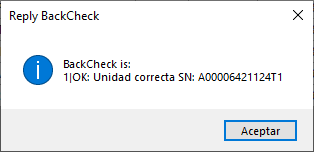 Reply BackCheck
BackCheck is:
1|OK: Unidad correcta SN: A00006421124T1
Aceptar